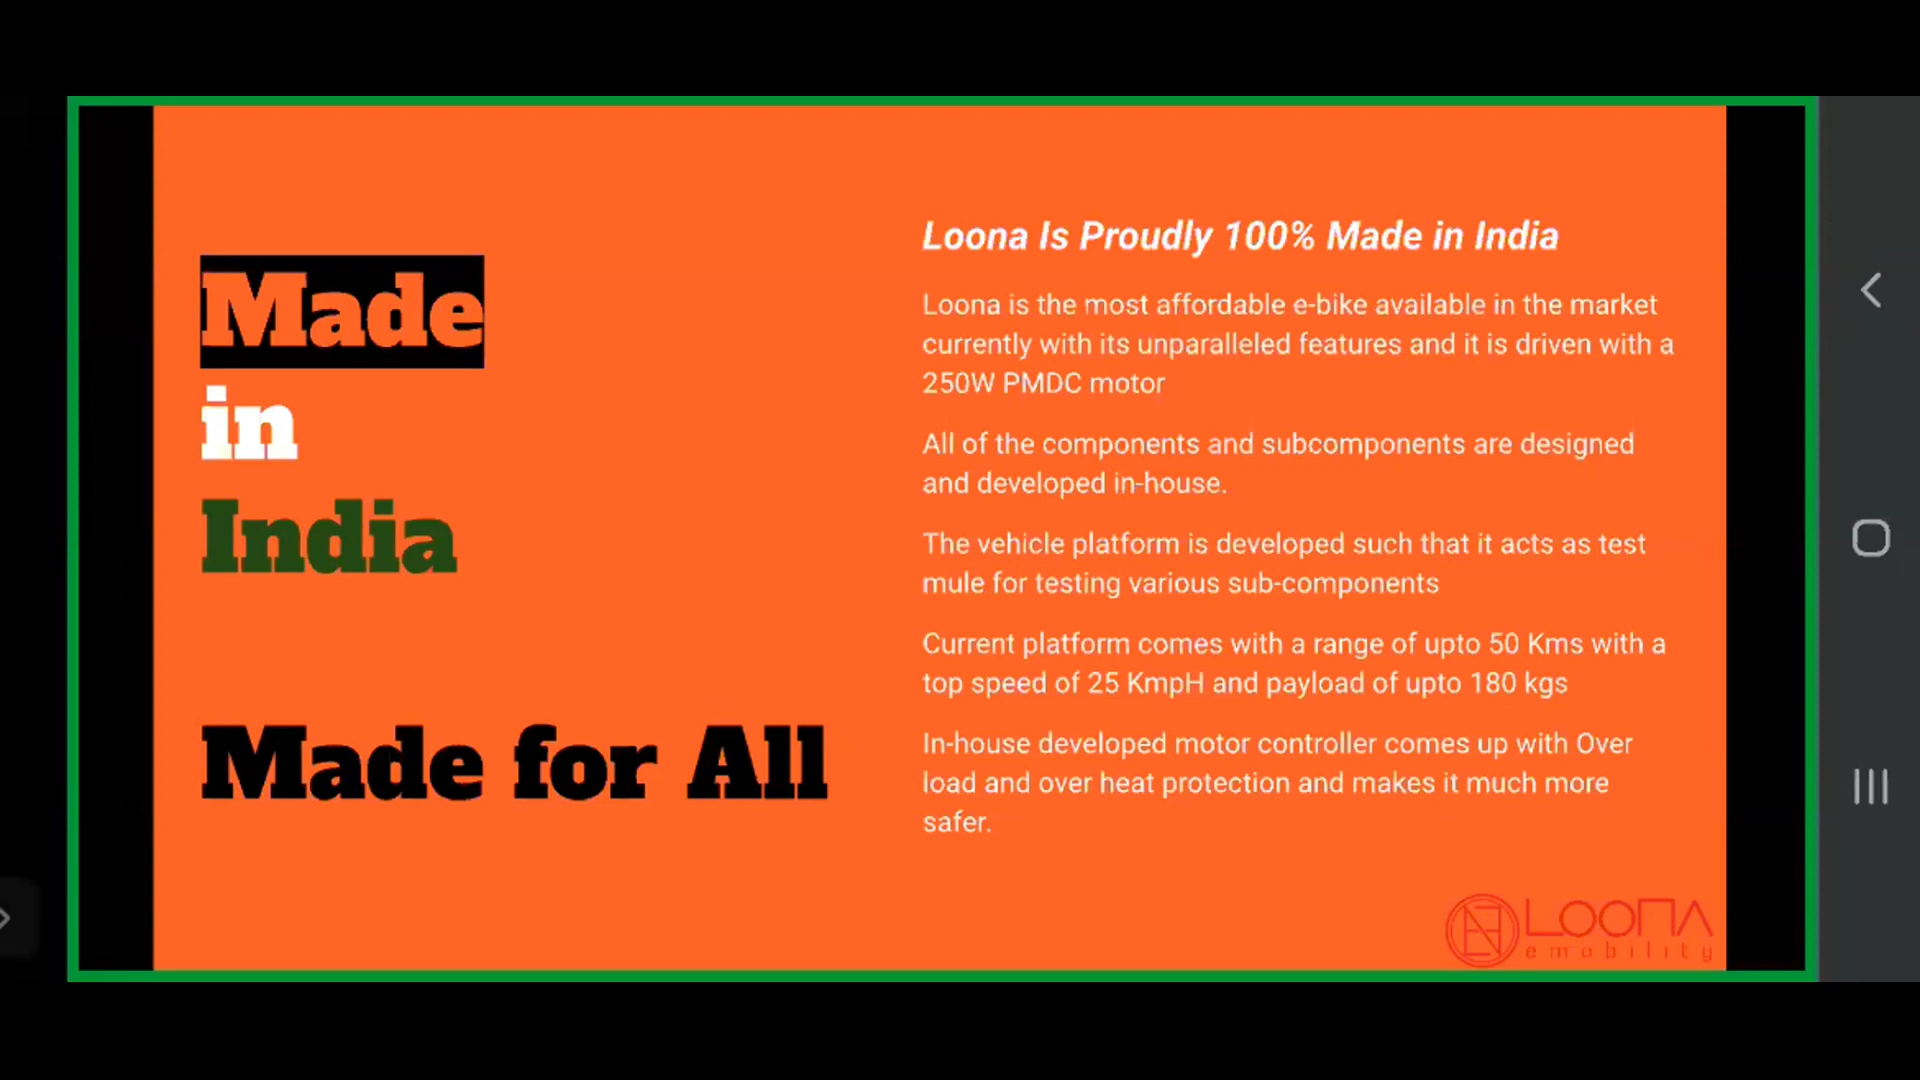 Made
in
India
Made for All
Loona Is Proudly 100% Made in India
Loona is the most affordable e-bike available in the market
currently with its unparalleled features and it is driven with a
250W PMDC motor
All of the components and subcomponents are designed
and developed in-house.
The vehicle platform is developed such that it acts as test
mule for testing various sub-components
Current platform comes with a range of upto 50 Kms with a
top speed of 25 KmpH and payload of upto 180 kgs
In-house developed motor controller comes up with Over
load and over heat protection and makes it much more
safer.
LOONA
emobility